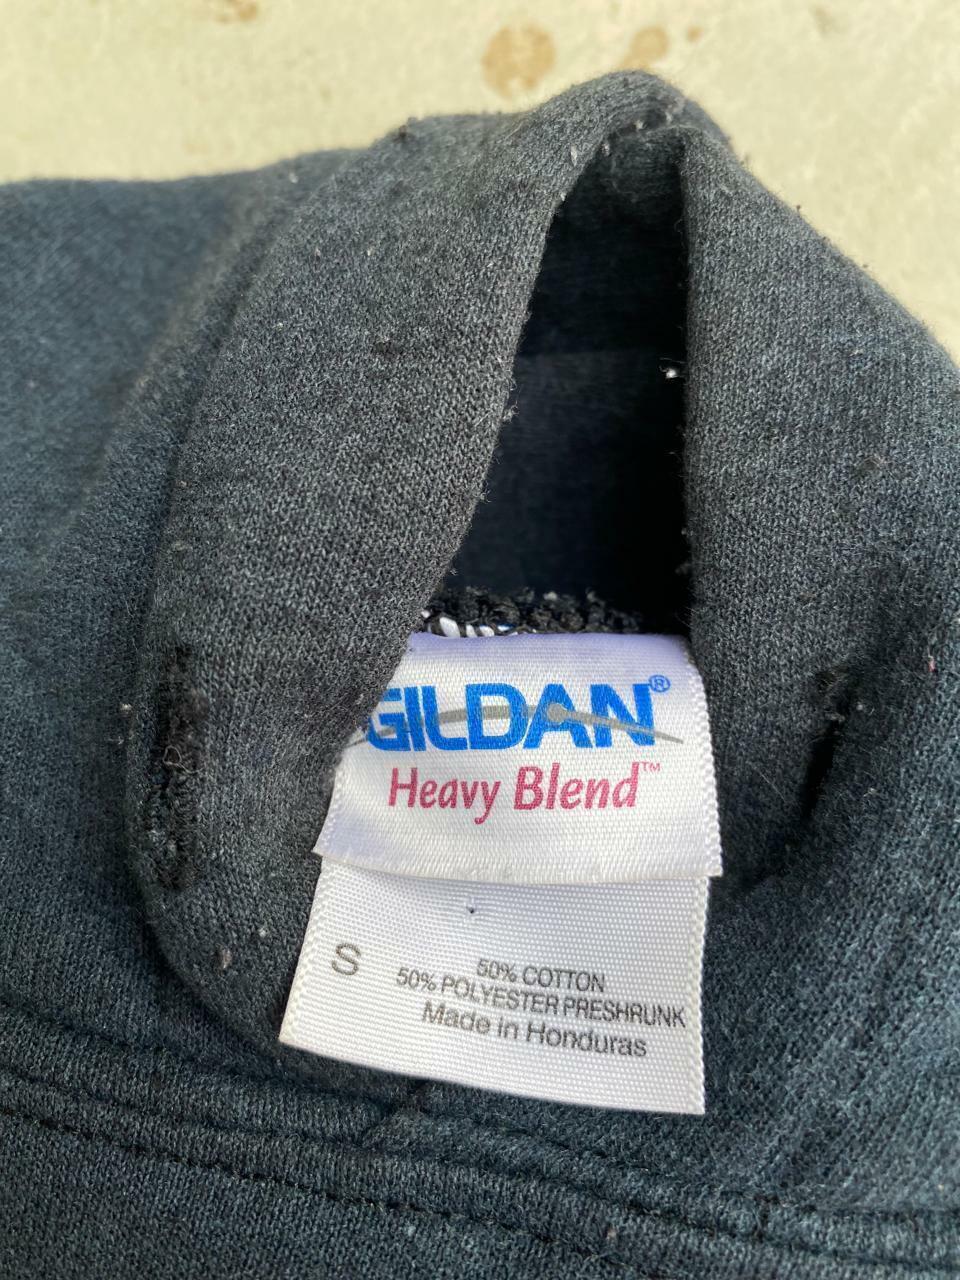 GILDAN®
Heavy Blend™
S
50% COTTON
50% POLYESTER PRESHRUNK
Made in Honduras